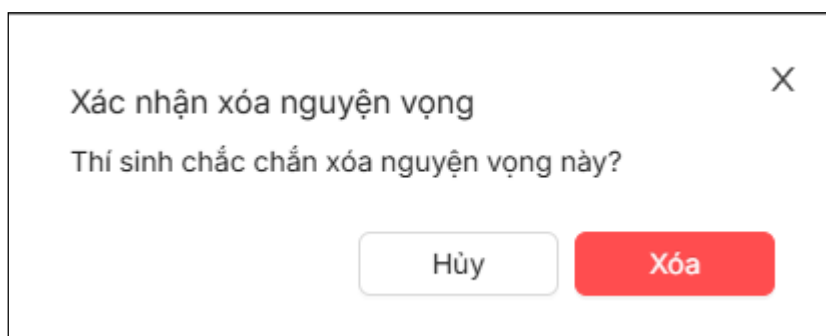 X
Xác nhận xóa nguyện vọng
Thí sinh chắc chắn xóa nguyện vọng này?
Hủy
Xóa